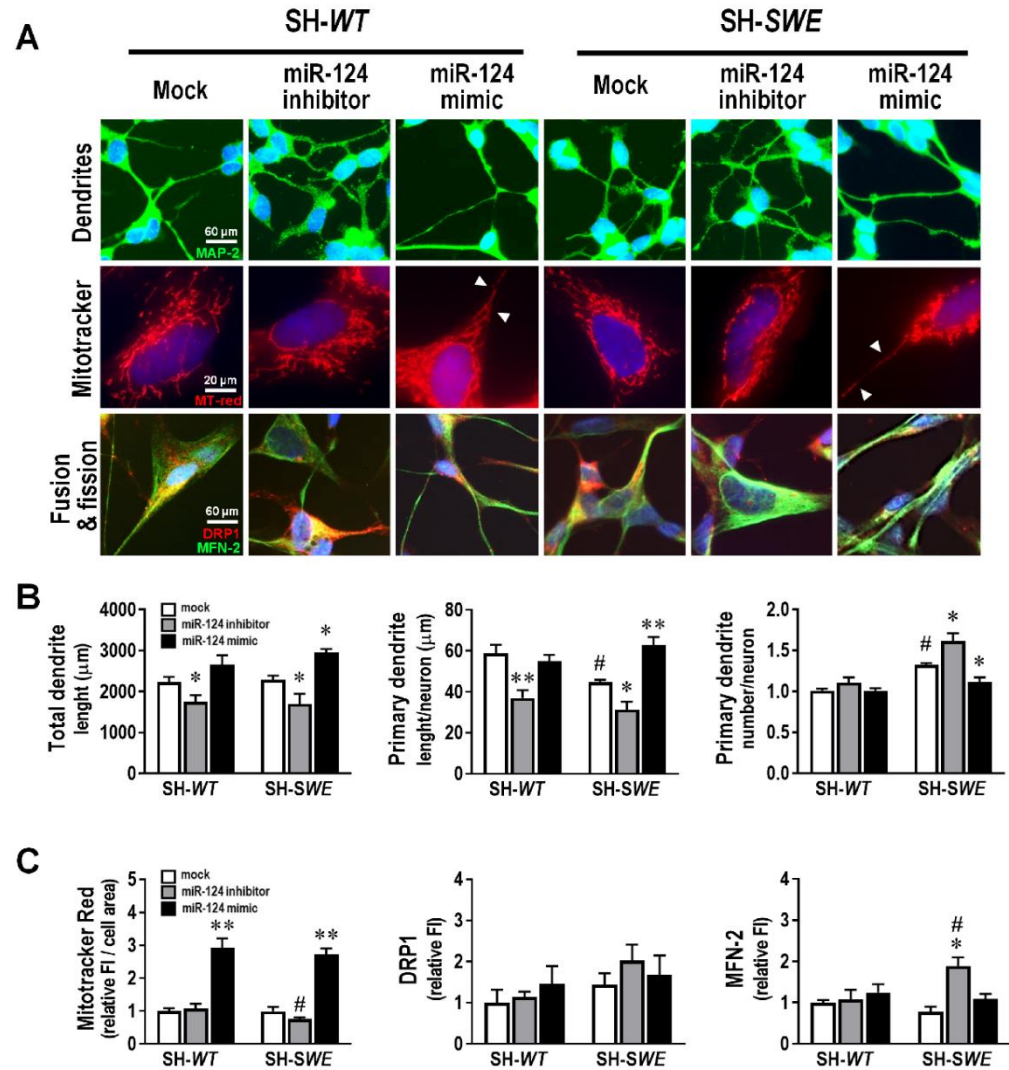 A
SH-WT
SH-SWE
Mock
miR-124
inhibitor
miR-124
mimic
Mock
miR-124
inhibitor
miR-124
mimic
Dendrites
60 µm
MAP-2
Mitotracker
20 µm
MT-red
Fusion
& fission
60 µm
DRP1
MFN-2
B
Total dendrite
lenght (µm)
4000
3000
2000
1000
0
mock
miR-124 inhibitor
miR-124 mimic
*
*
*
SH-WT
SH-SWE
Primary dendrite
lenght/neuron (µm)
80
60
40
20
0
**
#
*
**
SH-WT
SH-SWE
Primary dendrite
number/neuron
2.0
1.5
1.0
0.5
0.0
#
*
*
SH-WT
SH-SWE
C
Mitotracker Red
(relative FI / cell area)
5
4
3
2
1
0
mock
miR-124 inhibitor
miR-124 mimic
**
#
**
SH-WT
SH-SWE
DRP1
(relative FI)
4
3
2
1
0
SH-WT
SH-SWE
MFN-2
(relative FI)
4
3
2
1
0
#
*
SH-WT
SH-SWE